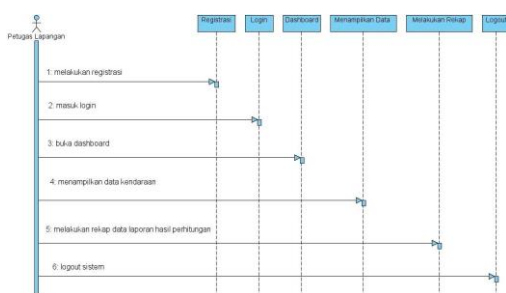 Registrasi
Login
Dashboard
Menampilkan Data
Melakukan Rekap
Logout
Petugas Lapangan
1: melakukan registrasi
2: masuk login
3: buka dashboard
4: menampilkan data kendaraan
5: melakukan rekap data laporan hasil perhitungan
6: logout sistem